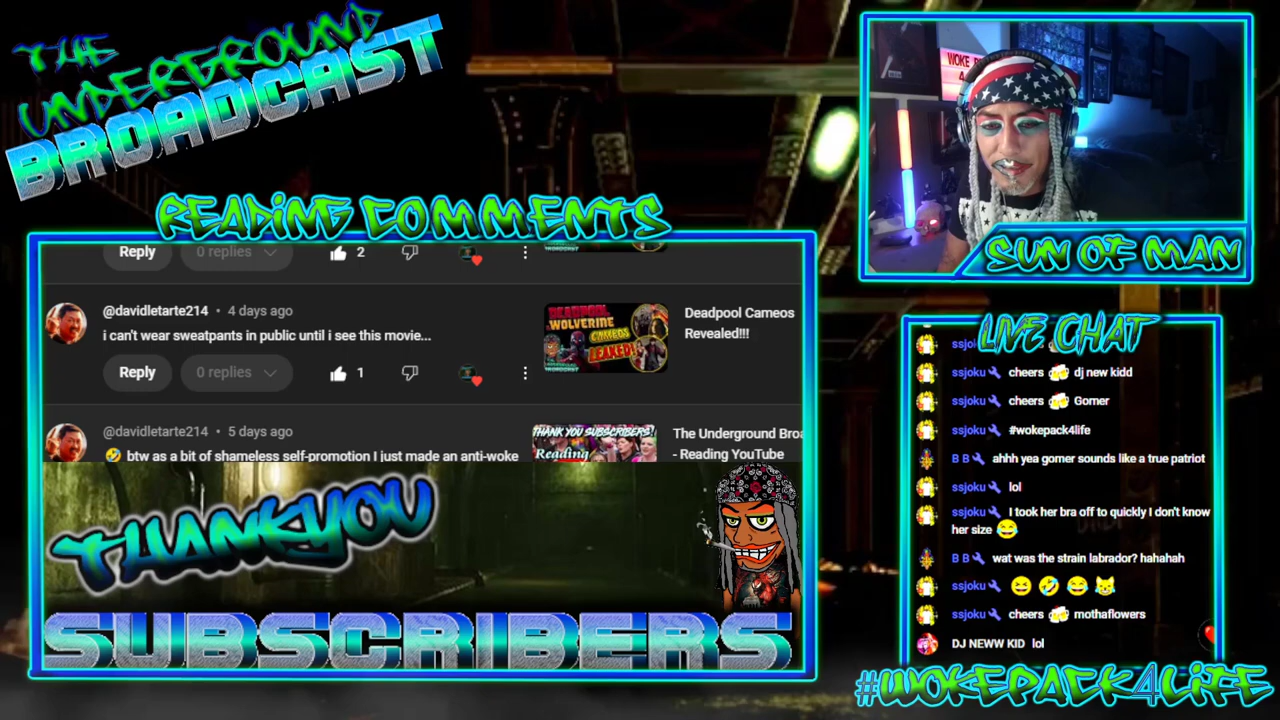 THE
UNDERGROUND
BROADCAST
READING COMMENTS
Reply
0 replies
2
@davidletarte214 • 4 days ago
i can't wear sweatpants in public until i see this movie...
Reply
0 replies
1
DEADPOOL
WOLVERINE
CAMEOS
LEAKED!
Deadpool Cameos
Revealed!!!
@davidletarte214 • 5 days ago
🤣 btw as a bit of shameless self-promotion I just made an anti-woke
THANK YOU SUBSCRIBERS!
Reading
The Underground Broa
- Reading YouTube
THANKYOU
SUBSCRIBERS
WOKE
SUN OF MAN
LIVE CHAT
ssjoku cheers 🍻 dj new kidd
ssjoku cheers 🍻 Gomer
ssjoku #wokepack4life
B B ahhh yea gomer sounds like a true patriot
ssjoku lol
ssjoku I took her bra off to quickly I don't know
her size 😂
B B wat was the strain labrador? hahahah
ssjoku 😆 🤣 😂 😹
ssjoku cheers 🍻 mothaflowers
DJ NEWW KID lol
#WOKEPACK4LIFE